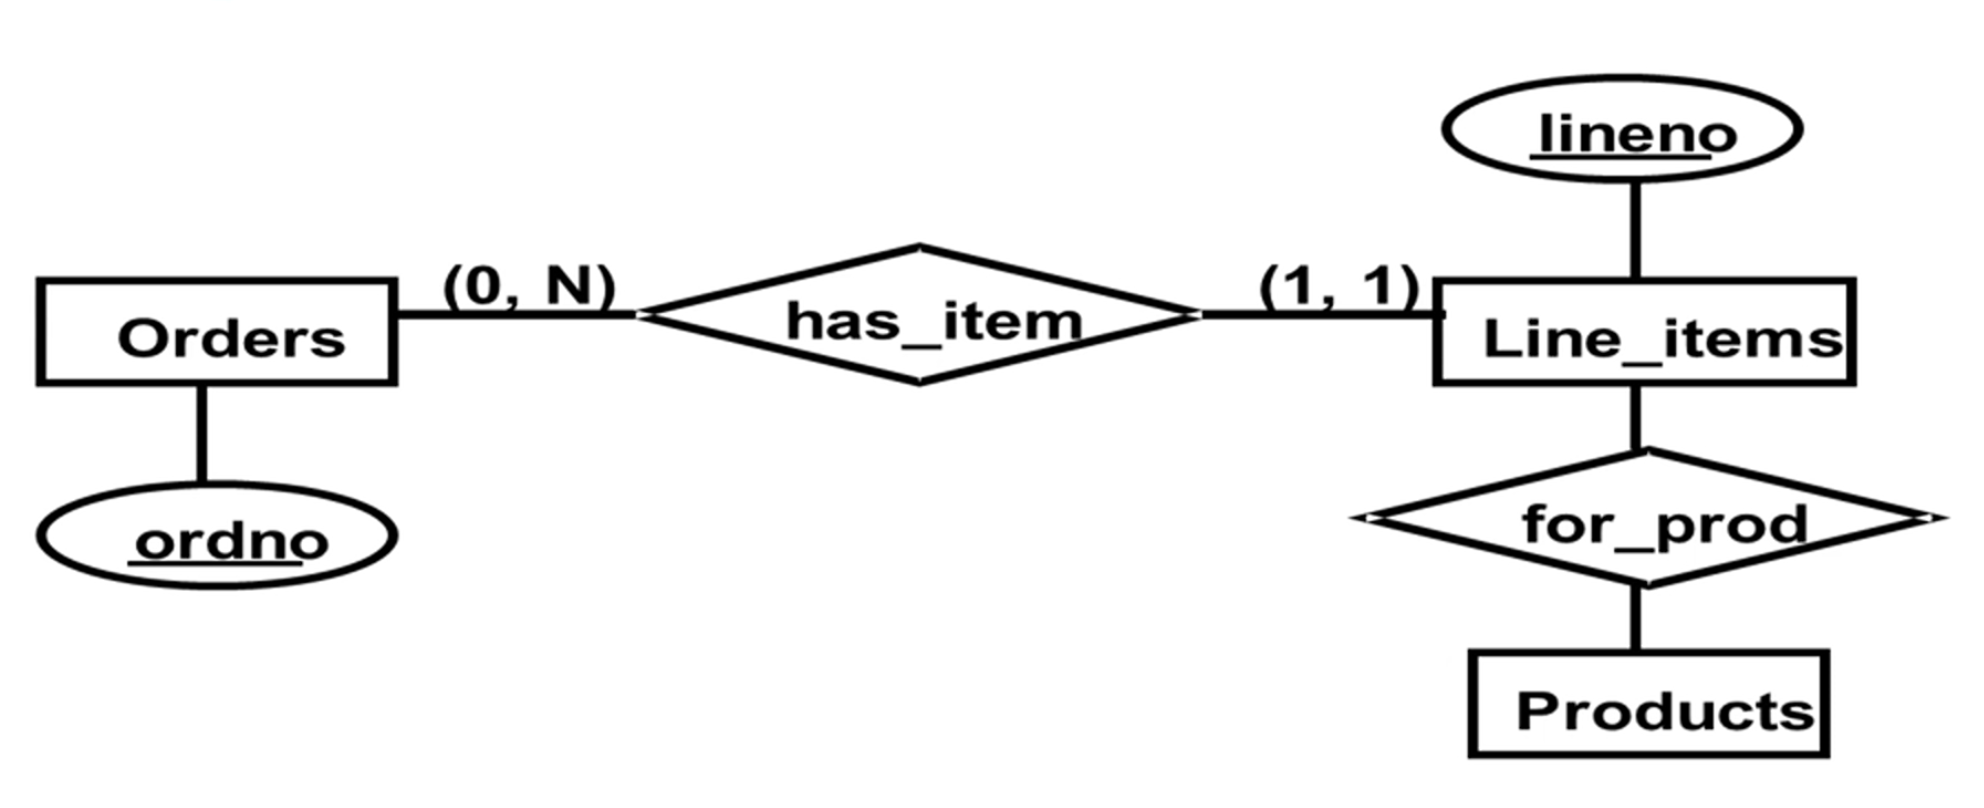 lineno
(0, N)
(1, 1)
Orders
has_item
Line_items
ordno
for_prod
Products